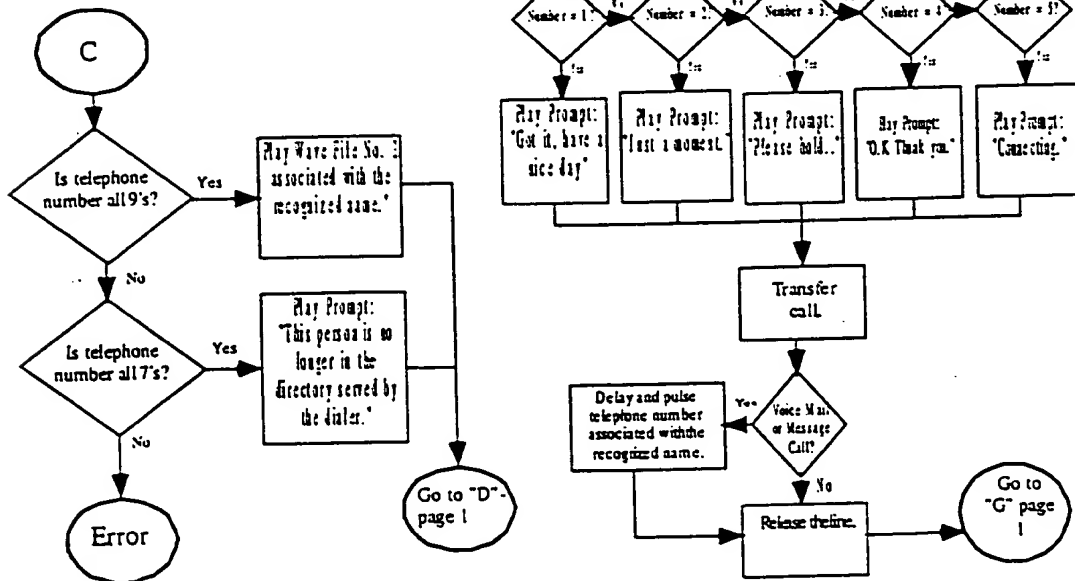 C
Is telephone
number all 9's?
Yes
No
Play Wave File No. 2
associated with the
recognized name."
Is telephone
number all 7's?
Yes
No
Play Prompt:
"This person is no
longer in the
directory served by
the dialer."
Error
Go to "D"-
page 1
Number = 1?
No
Number = 2?
No
Number = 3?
Number = 4?
Number = 5?
Yes
Yes
Yes
Yes
Yes
Play Prompt:
"Got it, have a
nice day"
Play Prompt:
"Just a moment."
Play Prompt:
"Please hold.."
Play Prompt:
"O.K Thank you."
Play Prompt:
"Connecting."
Transfer
call.
Voice Mail
or Message
Call?
Yes
No
Delay and pulse
telephone number
associated with the
recognized name.
Release the line.
Go to
"G" page
1